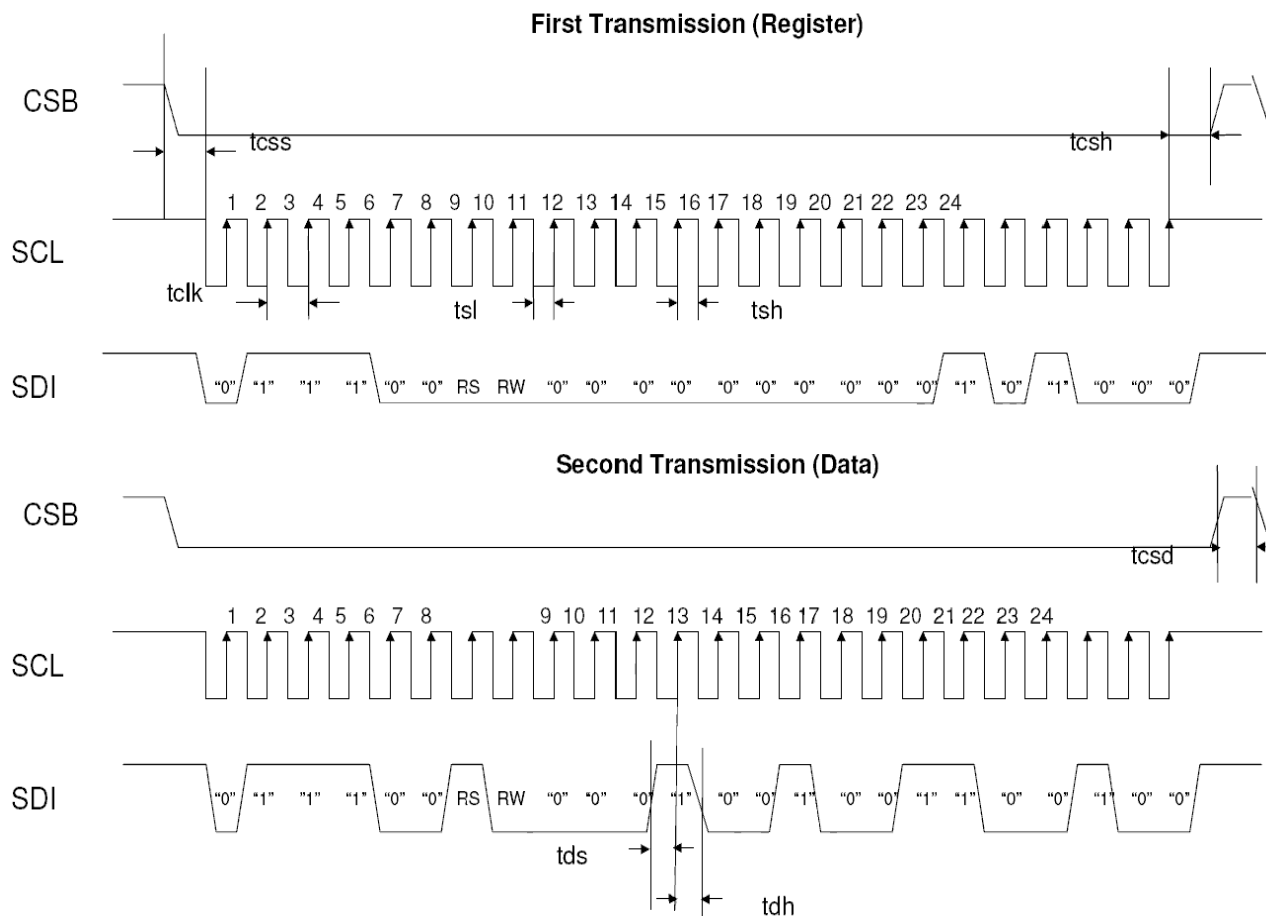 First Transmission (Register)
CSB
tcss
tcsh
1 2 3 4 5 6 7 8 9 10 11 12 13 14 15 16 17 18 19 20 21 22 23 24
SCL
tclk
tsl
tsh
SDI
“0” “1” ”1” “1” “0” “0” RS RW “0” “0” “0” “0” “0” “0” “0” “0” “0” “0” “1” “0” “1” “0” “0” “0”
Second Transmission (Data)
CSB
tcsd
1 2 3 4 5 6 7 8 9 10 11 12 13 14 15 16 17 18 19 20 21 22 23 24
SCL
SDI
“0” “1” ”1” “1” “0” “0” RS RW “0” “0” “0” “1” “0” “0” “1” “0” “0” “1” “1” “0” “0” “1” “0” “0”
tds
tdh